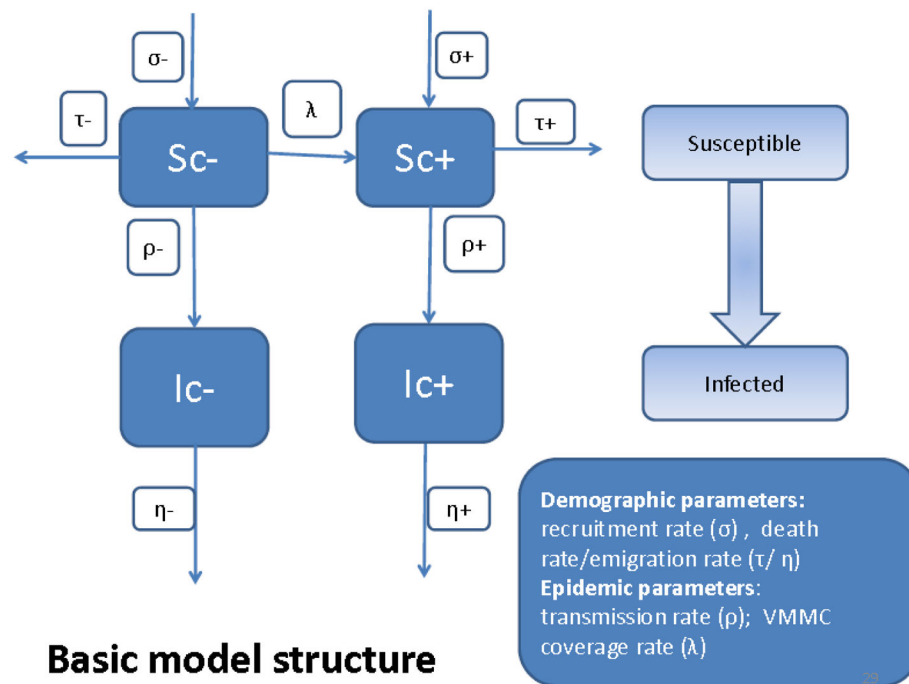 σ-
σ+
τ-
λ
τ+
Sc-
Sc+
Susceptible
ρ-
ρ+
Ic-
Ic+
Infected
η-
η+
Demographic parameters:
recruitment rate (σ) , death
rate/emigration rate (τ/ η)
Epidemic parameters:
transmission rate (ρ); VMMC
coverage rate (λ)
Basic model structure
29